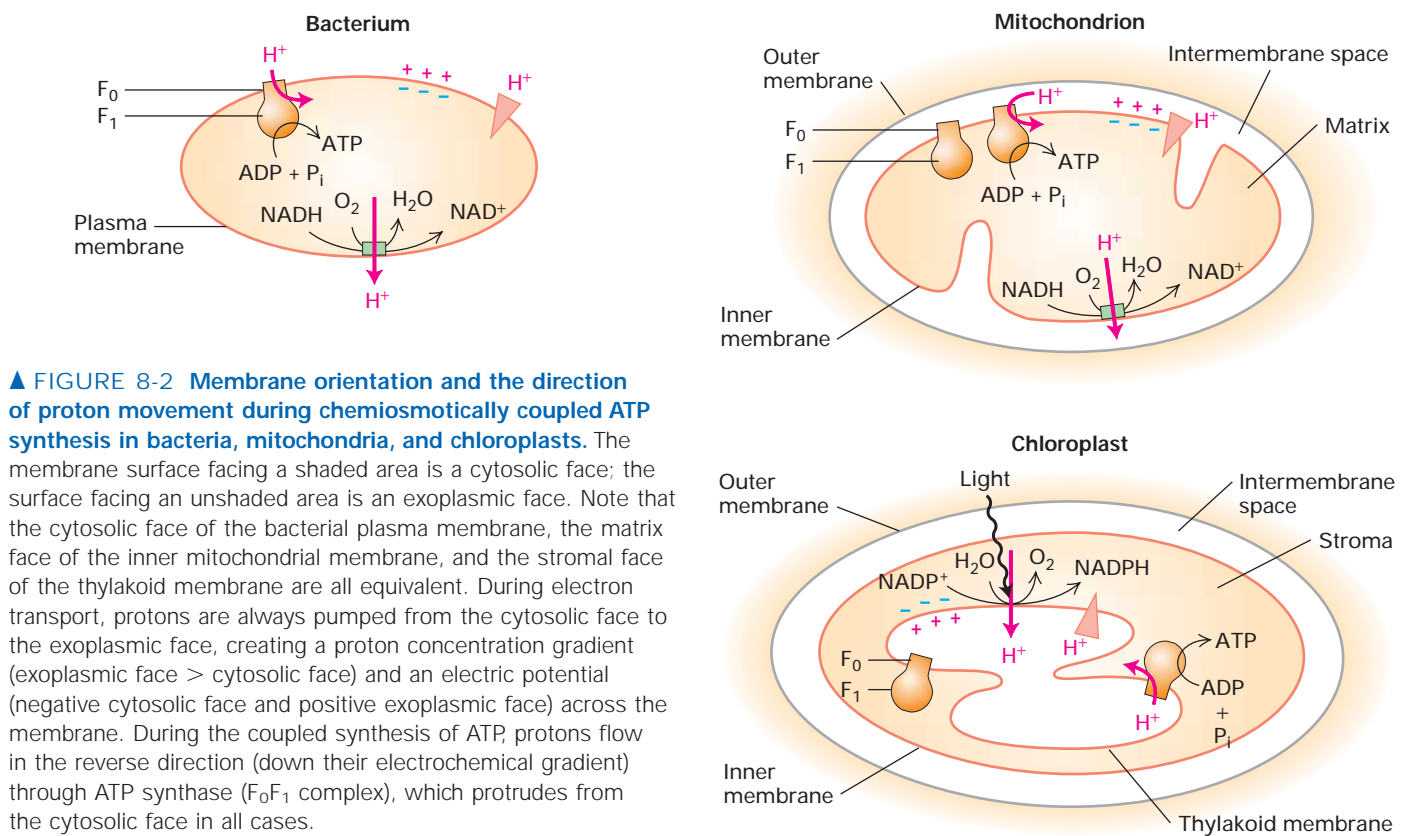 Bacterium
H⁺
+ + +
– – –
H⁺
F₀
F₁
ATP
ADP + Pᵢ
NADH
O₂
H₂O
NAD⁺
Plasma
membrane
H⁺
Mitochondrion
Outer
membrane
Intermembrane space
H⁺
+ + +
– – –
H⁺
Matrix
F₀
F₁
ATP
ADP + Pᵢ
H⁺
NADH
O₂
H₂O
NAD⁺
Inner
membrane
▲ FIGURE 8-2 Membrane orientation and the direction
of proton movement during chemiosmotically coupled ATP
synthesis in bacteria, mitochondria, and chloroplasts. The
membrane surface facing a shaded area is a cytosolic face; the
surface facing an unshaded area is an exoplasmic face. Note that
the cytosolic face of the bacterial plasma membrane, the matrix
face of the inner mitochondrial membrane, and the stromal face
of the thylakoid membrane are all equivalent. During electron
transport, protons are always pumped from the cytosolic face to
the exoplasmic face, creating a proton concentration gradient
(exoplasmic face > cytosolic face) and an electric potential
(negative cytosolic face and positive exoplasmic face) across the
membrane. During the coupled synthesis of ATP, protons flow
in the reverse direction (down their electrochemical gradient)
through ATP synthase (F₀F₁ complex), which protrudes from
the cytosolic face in all cases.
Chloroplast
Outer
membrane
Light
Intermembrane
space
Stroma
NADP⁺
H₂O
O₂
NADPH
– – –
+ + +
H⁺
H⁺
F₀
F₁
ATP
ADP
+
Pᵢ
H⁺
Inner
membrane
Thylakoid membrane